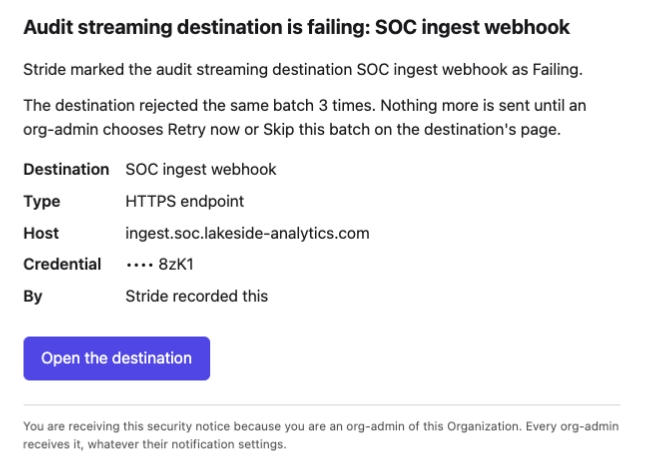 Audit streaming destination is failing: SOC ingest webhook
Stride marked the audit streaming destination SOC ingest webhook as Failing.
The destination rejected the same batch 3 times. Nothing more is sent until an
org-admin chooses Retry now or Skip this batch on the destination's page.
Destination SOC ingest webhook
Type HTTPS endpoint
Host ingest.soc.lakeside-analytics.com
Credential •••• 8zK1
By Stride recorded this
Open the destination
You are receiving this security notice because you are an org-admin of this Organization. Every org-admin
receives it, whatever their notification settings.